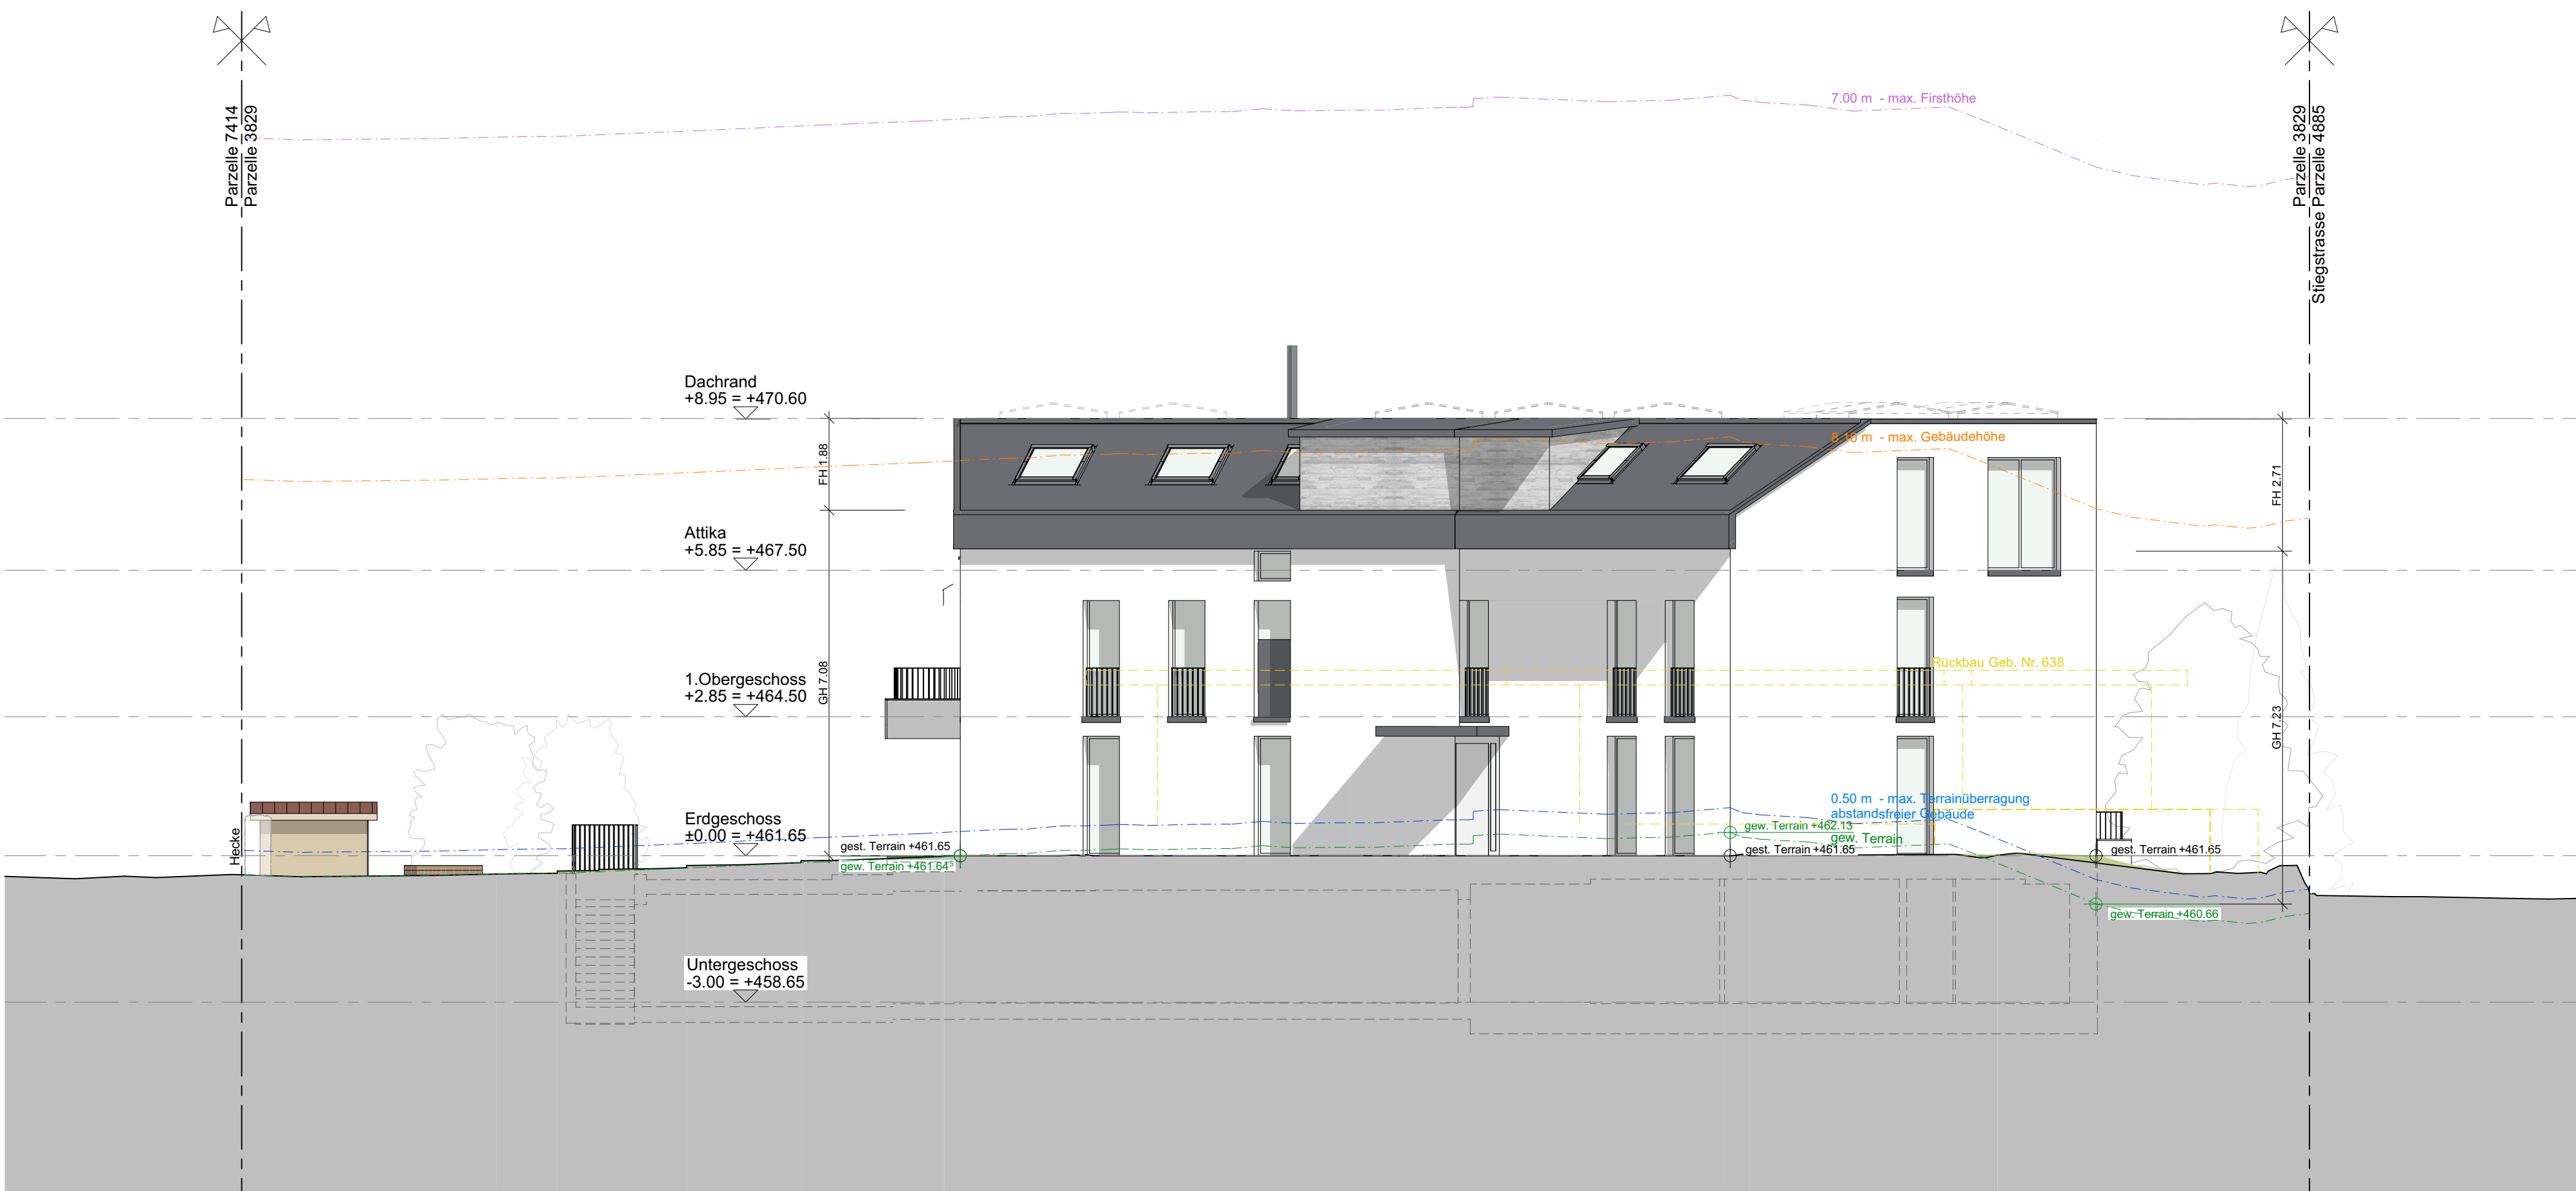 Parzelle 7414
Parzelle 3829
7.00 m - max. Firsthöhe
Parzelle 3829
Stiegstrasse Parzelle 4885
Dachrand
+8.95 = +470.60
FH 1.88
8.10 m - max. Gebäudehöhe
FH 2.71
Attika
+5.85 = +467.50
1.Obergeschoss
+2.85 = +464.50
GH 7.08
Rückbau Geb. Nr. 638
GH 7.23
Erdgeschoss
±0.00 = +461.65
Hecke
0.50 m - max. Terrainüberragung
abstandsfreier Gebäude
gew. Terrain +462.13
gew. Terrain
gest. Terrain +461.65
gest. Terrain +461.65
gest. Terrain +461.65
gew. Terrain +461.64⁵
gew. Terrain +460.66
Untergeschoss
-3.00 = +458.65